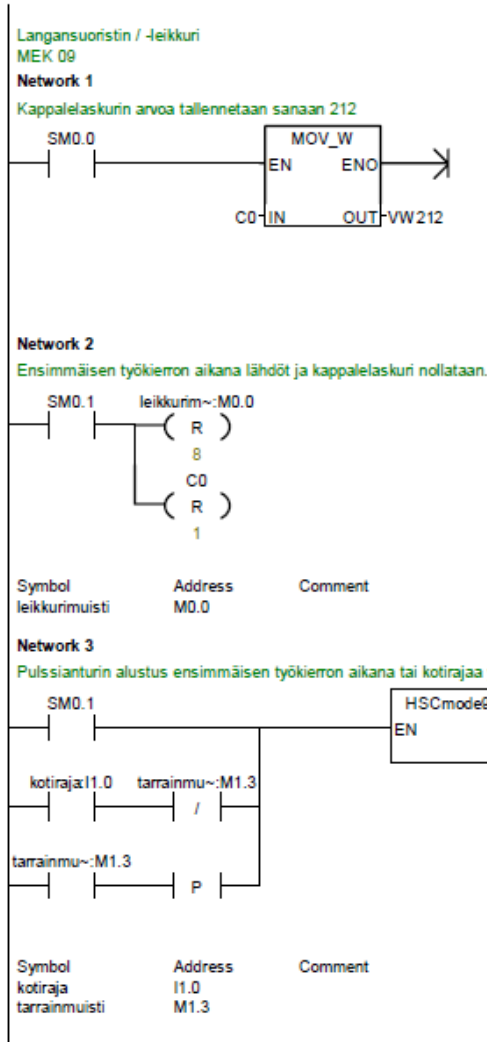 Langansuoristin / -leikkuri
MEK 09
Network 1
Kappalelaskurin arvoa tallennetaan sanaan 212
SM0.0
MOV_W
EN ENO
C0 IN OUT VW212
Network 2
Ensimmäisen työkierron aikana lähdöt ja kappalelaskuri nollataan.
SM0.1 leikkurim~:M0.0
R
8
C0
R
1
Symbol Address Comment
leikkurimuisti M0.0
Network 3
Pulssianturin alustus ensimmäisen työkierron aikana tai kotirajaa
SM0.1
EN
kotiraja:I1.0 tarrainmu~:M1.3
/
tarrainmu~:M1.3
P
Symbol Address Comment
kotiraja I1.0
tarrainmuisti M1.3